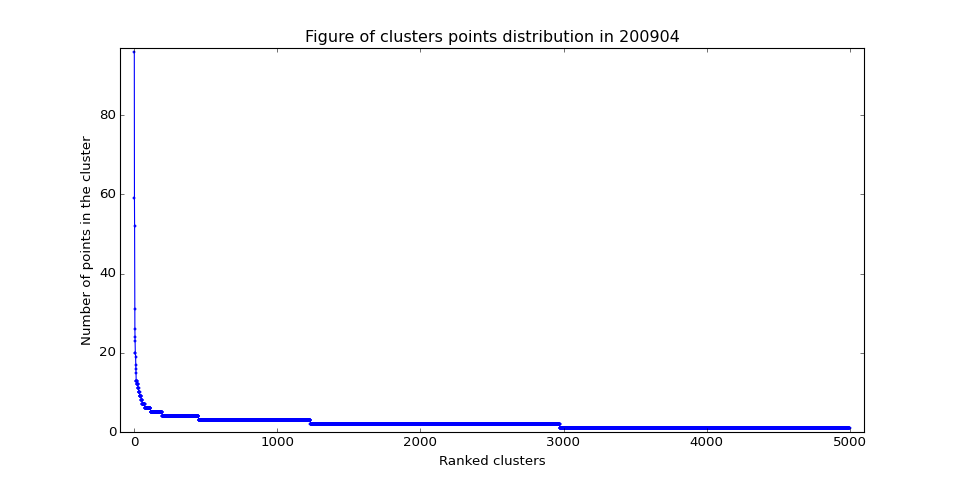 Figure of clusters points distribution in 200904
Number of points in the cluster
80
60
40
20
0
0 1000 2000 3000 4000 5000
Ranked clusters